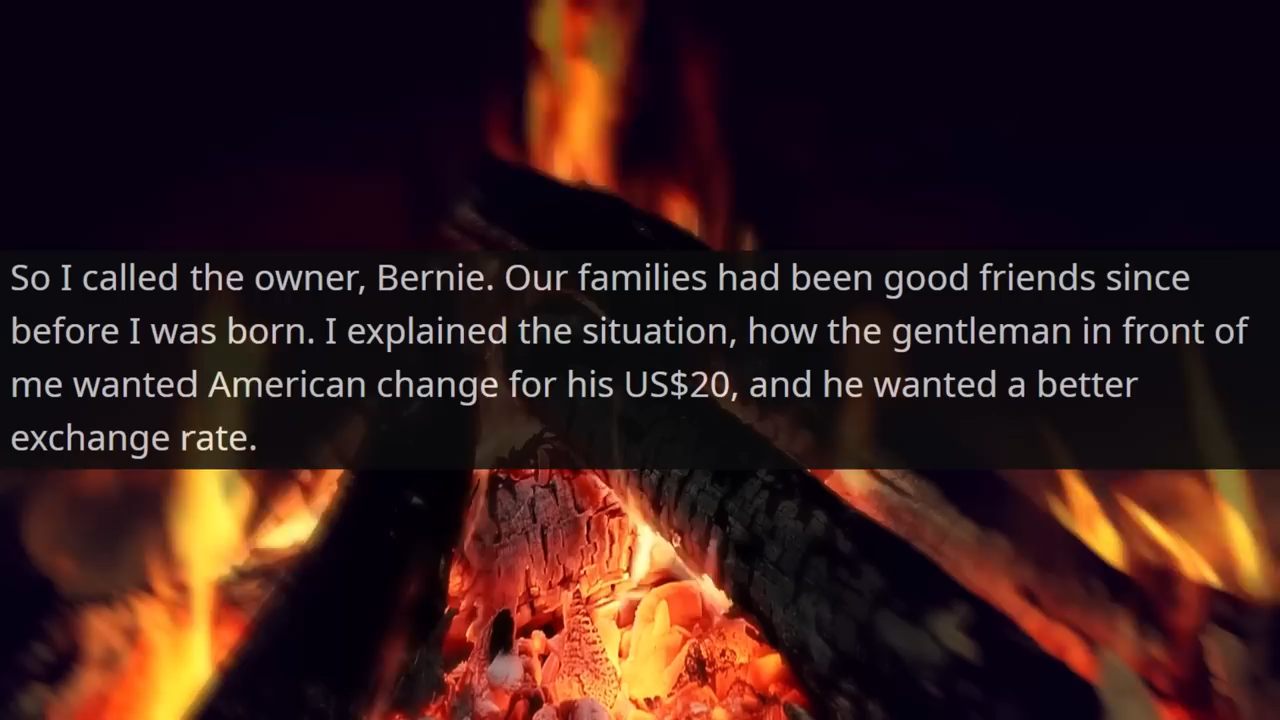 So I called the owner, Bernie. Our families had been good friends since
before I was born. I explained the situation, how the gentleman in front of
me wanted American change for his US$20, and he wanted a better
exchange rate.